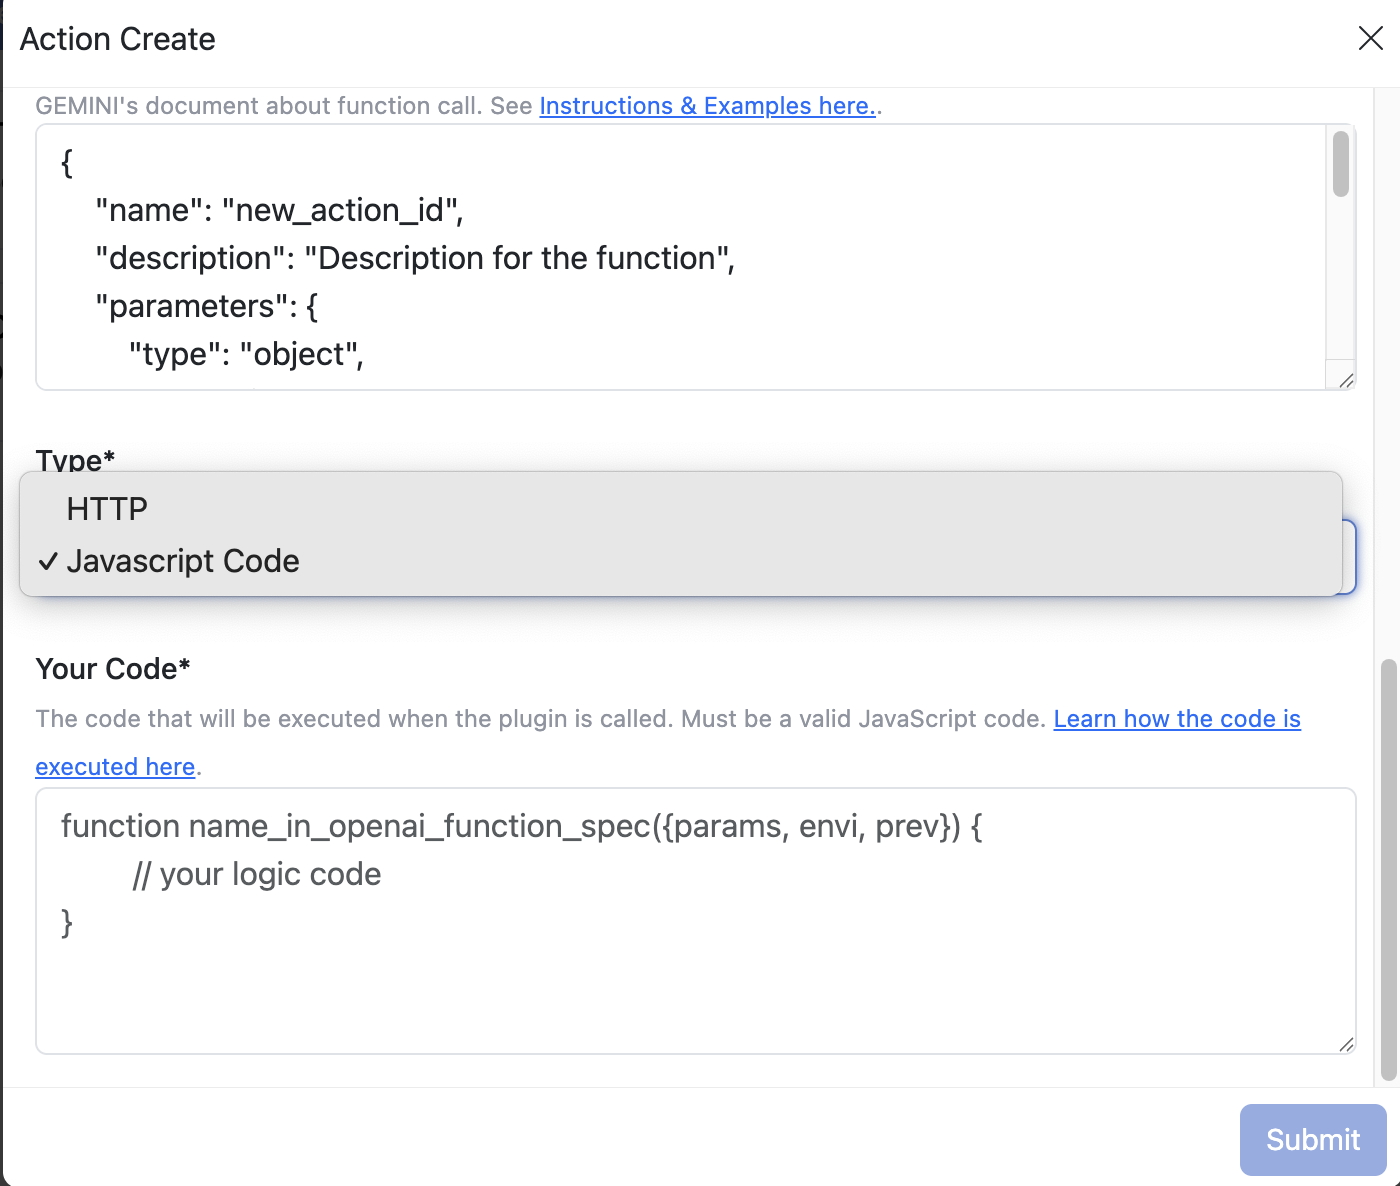 Action Create
GEMINI's document about function call. See Instructions & Examples here..
{
"name": "new_action_id",
"description": "Description for the function",
"parameters": {
"type": "object",
Type*
HTTP
✓ Javascript Code
Your Code*
The code that will be executed when the plugin is called. Must be a valid JavaScript code. Learn how the code is
executed here.
function name_in_openai_function_spec({params, envi, prev}) {
// your logic code
}
Submit